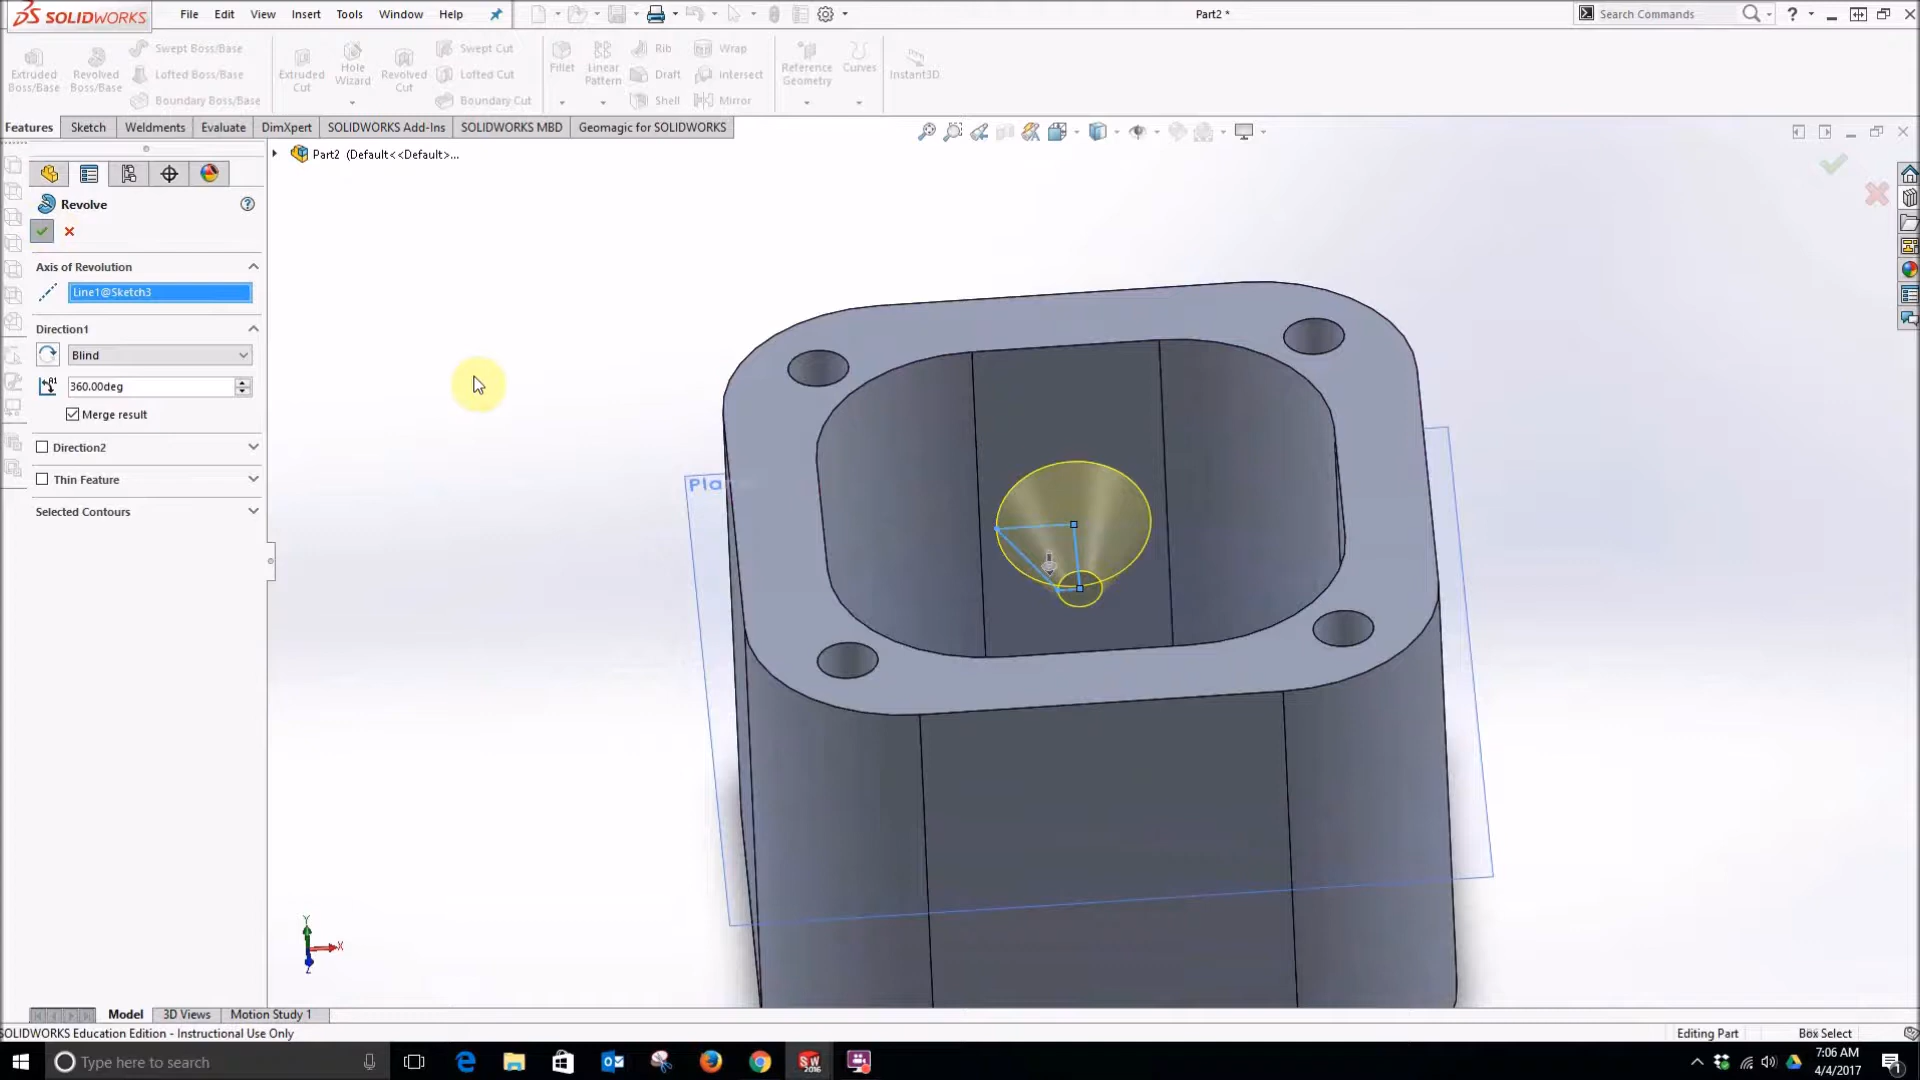 SOLIDWORKS File Edit View Insert Tools Window Help Part2 * Search Commands
Extruded Boss/Base
Revolved Boss/Base
Swept Boss/Base
Lofted Boss/Base
Boundary Boss/Base
Extruded Cut
Hole Wizard
Revolved Cut
Swept Cut
Lofted Cut
Boundary Cut
Fillet
Linear Pattern
Rib
Draft
Shell
Wrap
Intersect
Mirror
Reference Geometry
Curves
Instant3D
Features Sketch Weldments Evaluate DimXpert SOLIDWORKS Add-Ins SOLIDWORKS MBD Geomagic for SOLIDWORKS
Part2 (Default<<Default>...
Revolve
Axis of Revolution
Line1@Sketch3
Direction1
Blind
360.00deg
Merge result
Direction2
Thin Feature
Selected Contours
Pla
Y
X
Z
Model 3D Views Motion Study 1
SOLIDWORKS Education Edition - Instructional Use Only Editing Part Box Select
Type here to search 7:06 AM
4/4/2017